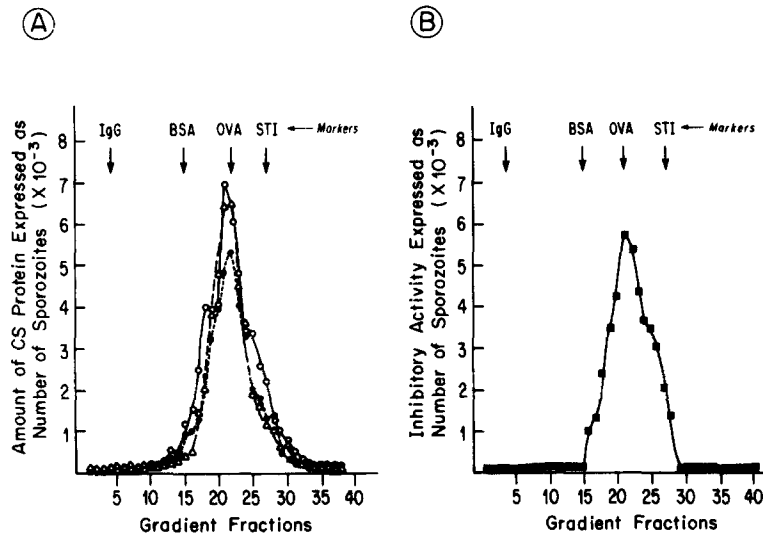 A
Amount of CS Protein Expressed as
Number of Sporozoites (X 10⁻³)
IgG BSA OVA STI ← Markers
8
7
6
5
4
3
2
1
5 10 15 20 25 30 35 40
Gradient Fractions
B
Inhibitory Activity Expressed as
Number of Sporozoites (X 10⁻³)
IgG BSA OVA STI ← Markers
8
7
6
5
4
3
2
1
5 10 15 20 25 30 35 40
Gradient Fractions